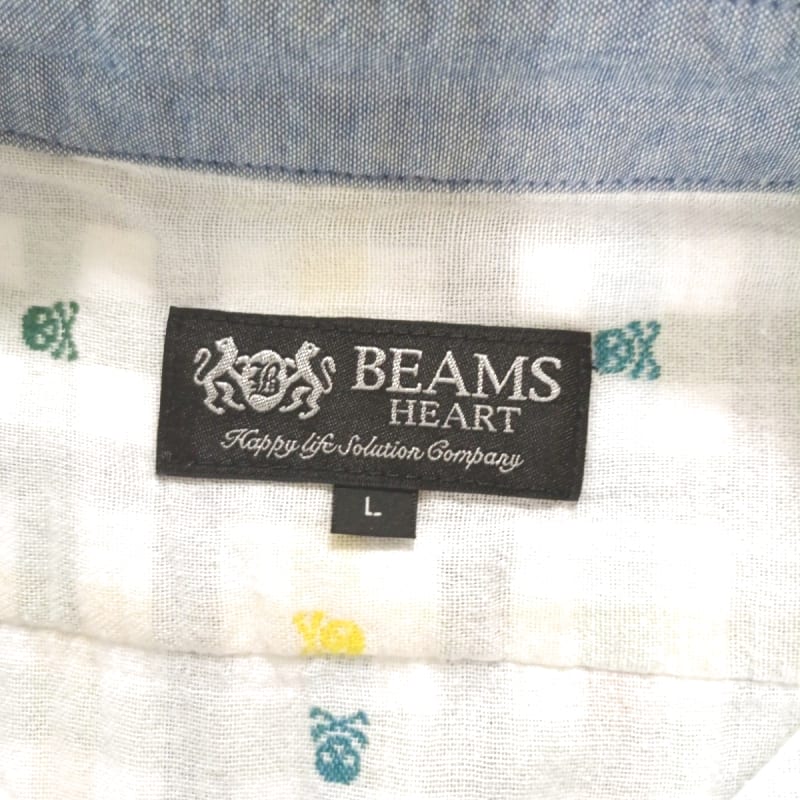 BEAMS
HEART
Happy life Solution Company
L